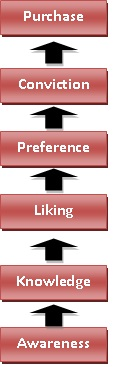 Purchase
Conviction
Preference
Liking
Knowledge
Awareness